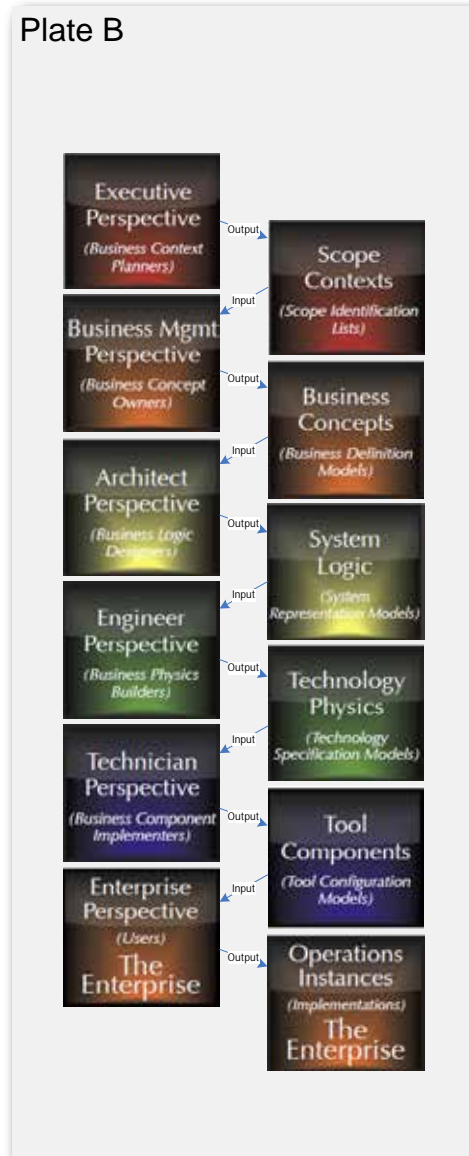 Plate B
Executive
Perspective
(Business Context
Planners)
Output
Scope
Contexts
(Scope Identification
Lists)
Input
Business Mgmt
Perspective
(Business Concept
Owners)
Output
Business
Concepts
(Business Definition
Models)
Input
Architect
Perspective
(Business Logic
Designers)
Output
System
Logic
(System
Representation Models)
Input
Engineer
Perspective
(Business Physics
Builders)
Output
Technology
Physics
(Technology
Specification Models)
Input
Technician
Perspective
(Business Component
Implementers)
Output
Tool
Components
(Tool Configuration
Models)
Input
Enterprise
Perspective
(Users)
The
Enterprise
Output
Operations
Instances
(Implementations)
The
Enterprise